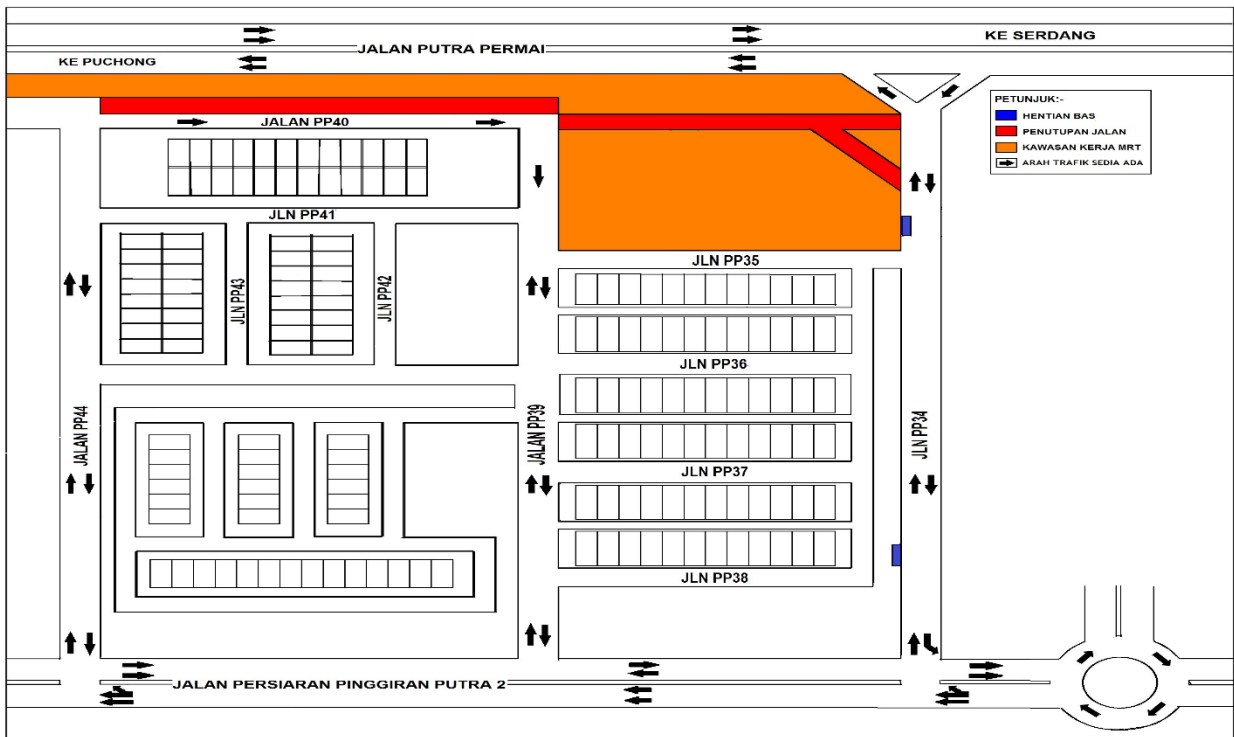 JALAN PUTRA PERMAI
KE SERDANG
KE PUCHONG
PETUNJUK:-
HENTIAN BAS
PENUTUPAN JALAN
KAWASAN KERJA MRT
ARAH TRAFIK SEDIA ADA
JALAN PP40
JLN PP41
JLN PP43
JLN PP42
JLN PP35
JLN PP36
JALAN PP44
JALAN PP39
JLN PP34
JLN PP37
JLN PP38
JALAN PERSIARAN PINGGIRAN PUTRA 2